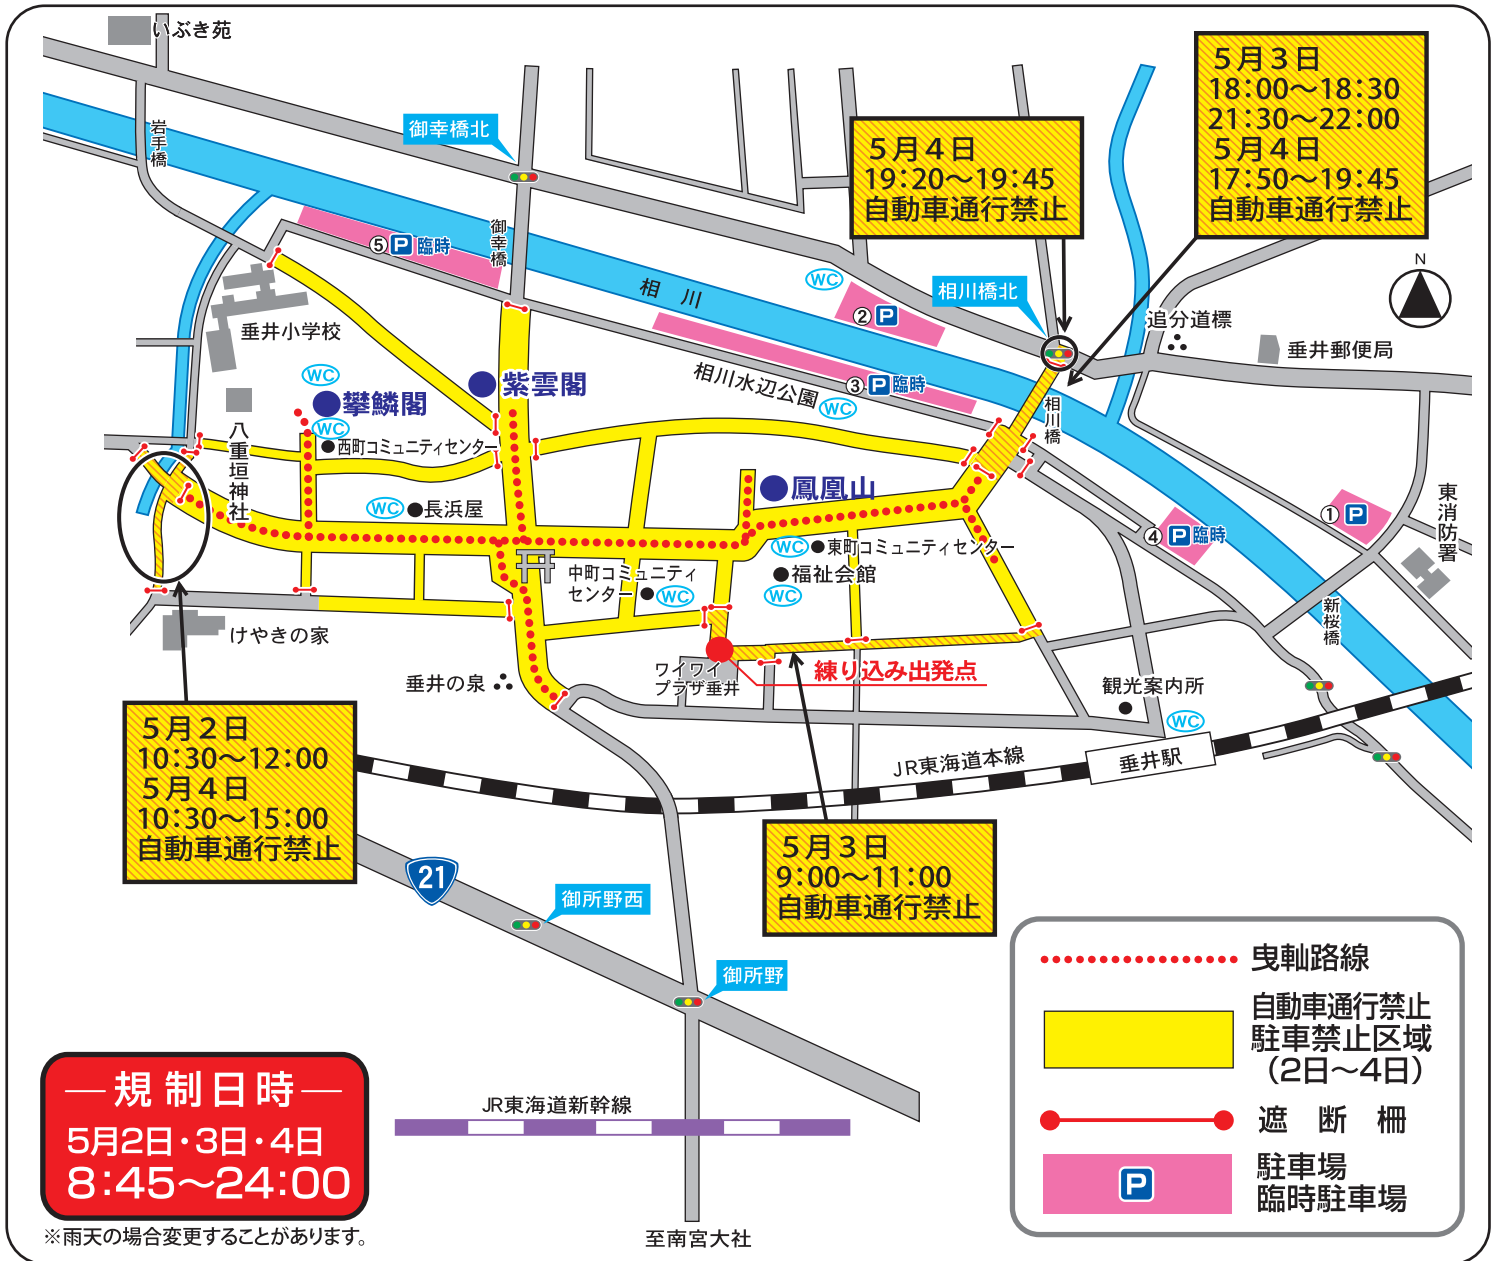 いぶき苑
岩手橋
御幸橋北
5月4日
19：20～19：45
自動車通行禁止
5月3日
18：00～18：30
21：30～22：00
5月4日
17：50～19：45
自動車通行禁止
N
御幸橋
⑤ P 臨時
相川
WC
② P
相川橋北
追分道標
垂井郵便局
垂井小学校
③ P 臨時
相川水辺公園
WC
相川橋
WC
紫雲閣
攀鱗閣
WC
西町コミュニティセンター
八重垣神社
WC
長浜屋
鳳凰山
① P
東消防署
④ P 臨時
WC
東町コミュニティセンター
中町コミュニティ
センター
WC
福祉会館
WC
新桜橋
けやきの家
ワイワイ
プラザ垂井
練り込み出発点
垂井の泉
観光案内所
WC
5月2日
10：30～12：00
5月4日
10：30～15：00
自動車通行禁止
JR東海道本線
垂井駅
5月3日
9：00～11：00
自動車通行禁止
21
御所野西
御所野
曳軕路線
自動車通行禁止
駐車禁止区域
（2日～4日）
遮断柵
P
駐車場
臨時駐車場
規制日時
5月2日・3日・4日
8：45～24：00
※雨天の場合変更することがあります。
JR東海道新幹線
至南宮大社